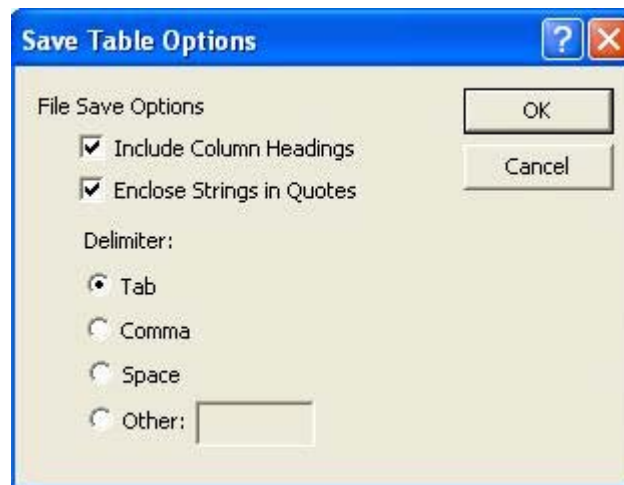 Save Table Options
?
File Save Options
OK
Include Column Headings
Cancel
Enclose Strings in Quotes
Delimiter:
Tab
Comma
Space
Other: